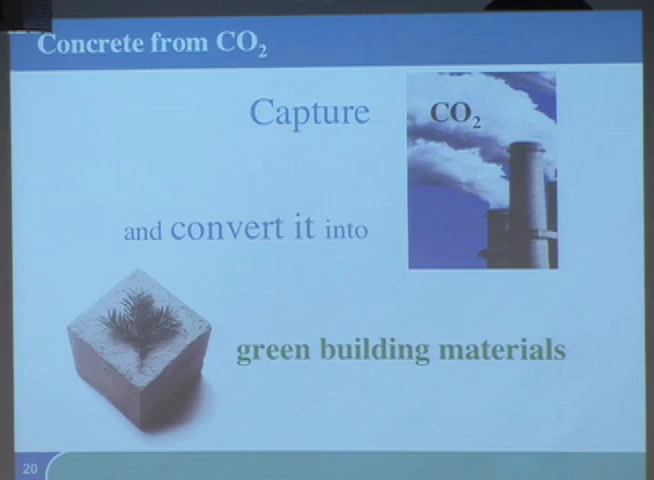 Concrete from CO₂
Capture
CO₂
and convert it into
green building materials
20